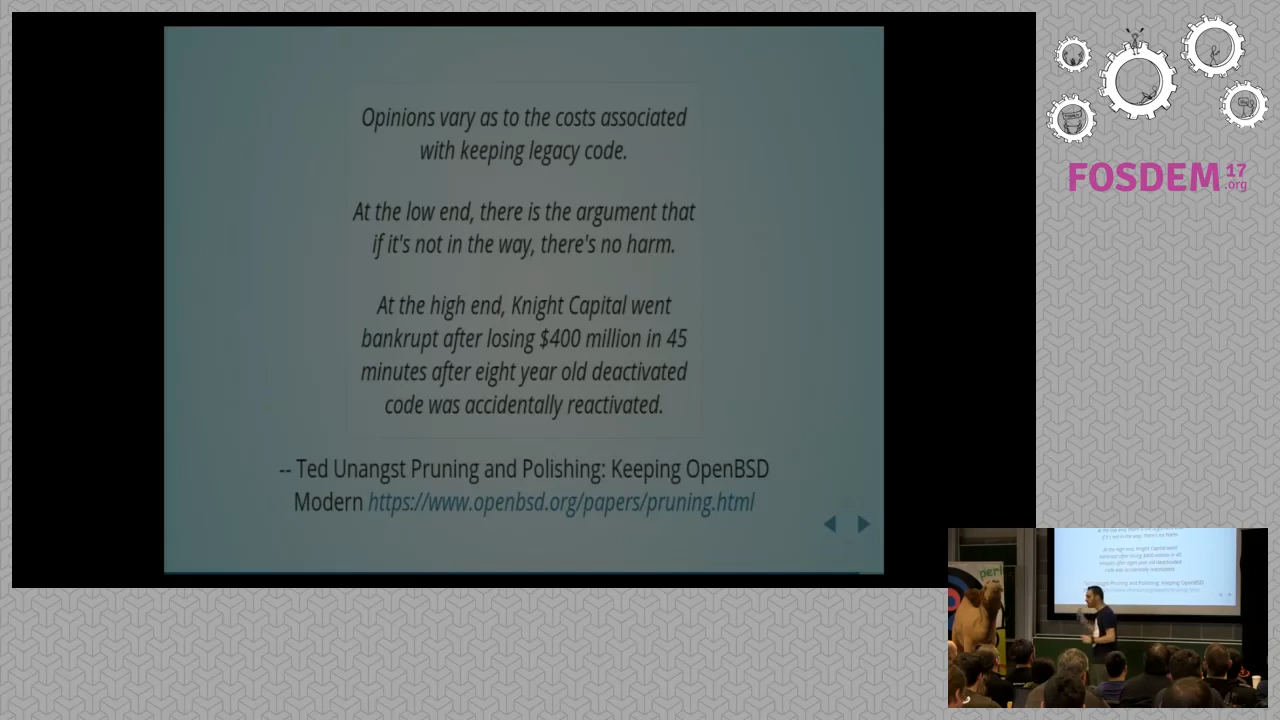 Opinions vary as to the costs associated
with keeping legacy code.
At the low end, there is the argument that
if it's not in the way, there's no harm.
At the high end, Knight Capital went
bankrupt after losing $400 million in 45
minutes after eight year old deactivated
code was accidentally reactivated.
-- Ted Unangst Pruning and Polishing: Keeping OpenBSD
Modern https://www.openbsd.org/papers/pruning.html
FOSDEM 17
.org
perl